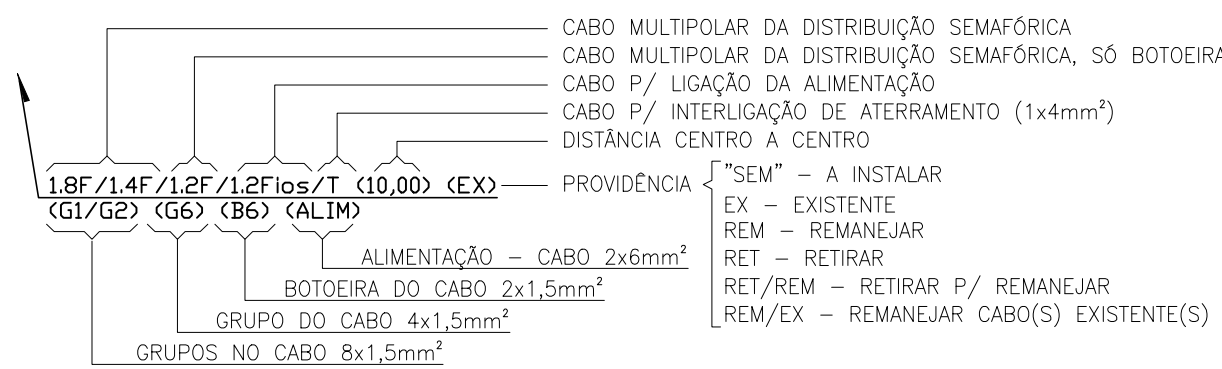 CABO MULTIPOLAR DA DISTRIBUIÇÃO SEMAFÓRICA
CABO MULTIPOLAR DA DISTRIBUIÇÃO SEMAFÓRICA, SÓ BOTOEIRA
CABO P/ LIGAÇÃO DA ALIMENTAÇÃO
CABO P/ INTERLIGAÇÃO DE ATERRAMENTO (1x4mm²)
DISTÂNCIA CENTRO A CENTRO
1.8F/1.4F/1.2F/1.2Fios/T (10,00) (EX)
(G1/G2) (G6) (B6) (ALIM)
PROVIDÊNCIA
"SEM" – A INSTALAR
EX – EXISTENTE
REM – REMANEJAR
RET – RETIRAR
RET/REM – RETIRAR P/ REMANEJAR
REM/EX – REMANEJAR CABO(S) EXISTENTE(S)
ALIMENTAÇÃO – CABO 2x6mm²
BOTOEIRA DO CABO 2x1,5mm²
GRUPO DO CABO 4x1,5mm²
GRUPOS NO CABO 8x1,5mm²